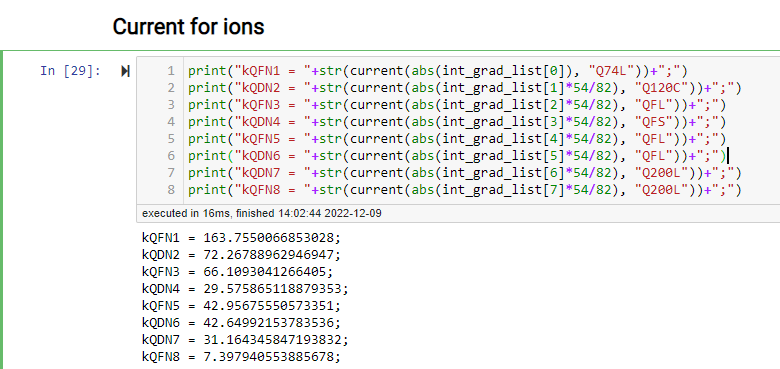 Current for ions
In [29]:
1 print("kQFN1 = "+str(current(abs(int_grad_list[0]), "Q74L"))+";")
2 print("kQDN2 = "+str(current(abs(int_grad_list[1]*54/82), "Q120C"))+";")
3 print("kQFN3 = "+str(current(abs(int_grad_list[2]*54/82), "QFL"))+";")
4 print("kQDN4 = "+str(current(abs(int_grad_list[3]*54/82), "QFS"))+";")
5 print("kQFN5 = "+str(current(abs(int_grad_list[4]*54/82), "QFL"))+";")
6 print("kQDN6 = "+str(current(abs(int_grad_list[5]*54/82), "QFL"))+";")
7 print("kQDN7 = "+str(current(abs(int_grad_list[6]*54/82), "Q200L"))+";")
8 print("kQFN8 = "+str(current(abs(int_grad_list[7]*54/82), "Q200L"))+";")
executed in 16ms, finished 14:02:44 2022-12-09
kQFN1 = 163.7550066853028;
kQDN2 = 72.26788962946947;
kQFN3 = 66.1093041266405;
kQDN4 = 29.575865118879353;
kQFN5 = 42.95675550573351;
kQDN6 = 42.64992153783536;
kQDN7 = 31.164345847193832;
kQFN8 = 7.397940553885678;